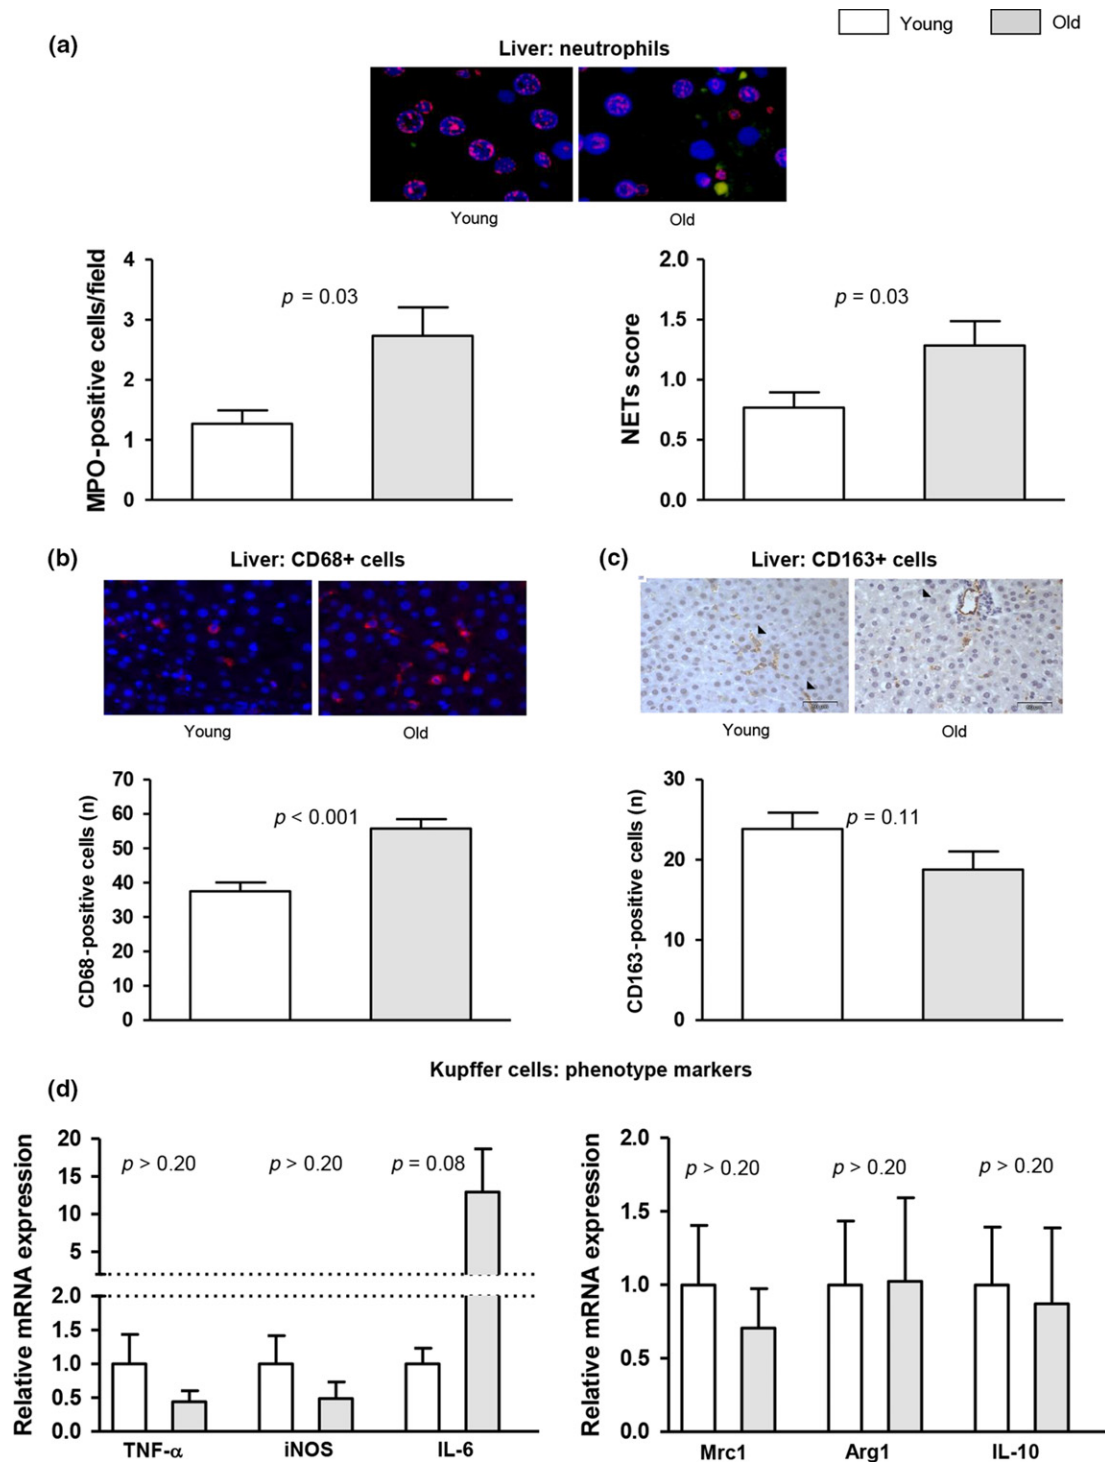 Young Old
(a)
Liver: neutrophils
Young Old
MPO-positive cells/field
4
3
2
1
0
p = 0.03
NETs score
2.0
1.5
1.0
0.5
0.0
p = 0.03
(b)
Liver: CD68+ cells
Young Old
CD68-positive cells (n)
70
60
50
40
30
20
10
0
p < 0.001
(c)
Liver: CD163+ cells
Young Old
CD163-positive cells (n)
30
20
10
0
p = 0.11
Kupffer cells: phenotype markers
(d)
Relative mRNA expression
20
15
10
5
2.0
1.5
1.0
0.5
0.0
p > 0.20 p > 0.20 p = 0.08
TNF-α iNOS IL-6
Relative mRNA expression
2.0
1.5
1.0
0.5
0.0
p > 0.20 p > 0.20 p > 0.20
Mrc1 Arg1 IL-10